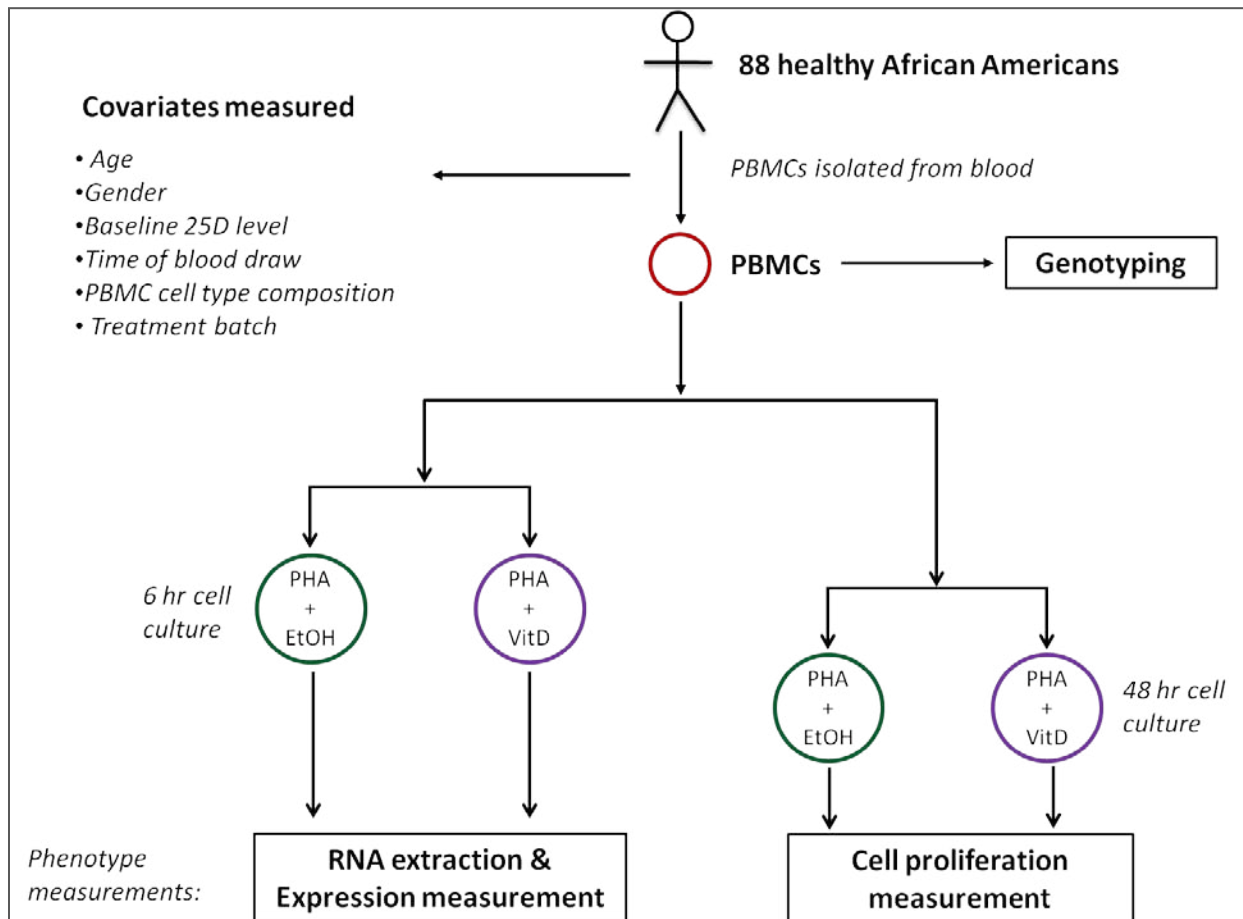 88 healthy African Americans
Covariates measured
• Age
•Gender
•Baseline 25D level
•Time of blood draw
•PBMC cell type composition
• Treatment batch
PBMCs isolated from blood
PBMCs
Genotyping
6 hr cell
culture
PHA
+
EtOH
PHA
+
VitD
PHA
+
EtOH
PHA
+
VitD
48 hr cell
culture
Phenotype
measurements:
RNA extraction &
Expression measurement
Cell proliferation
measurement